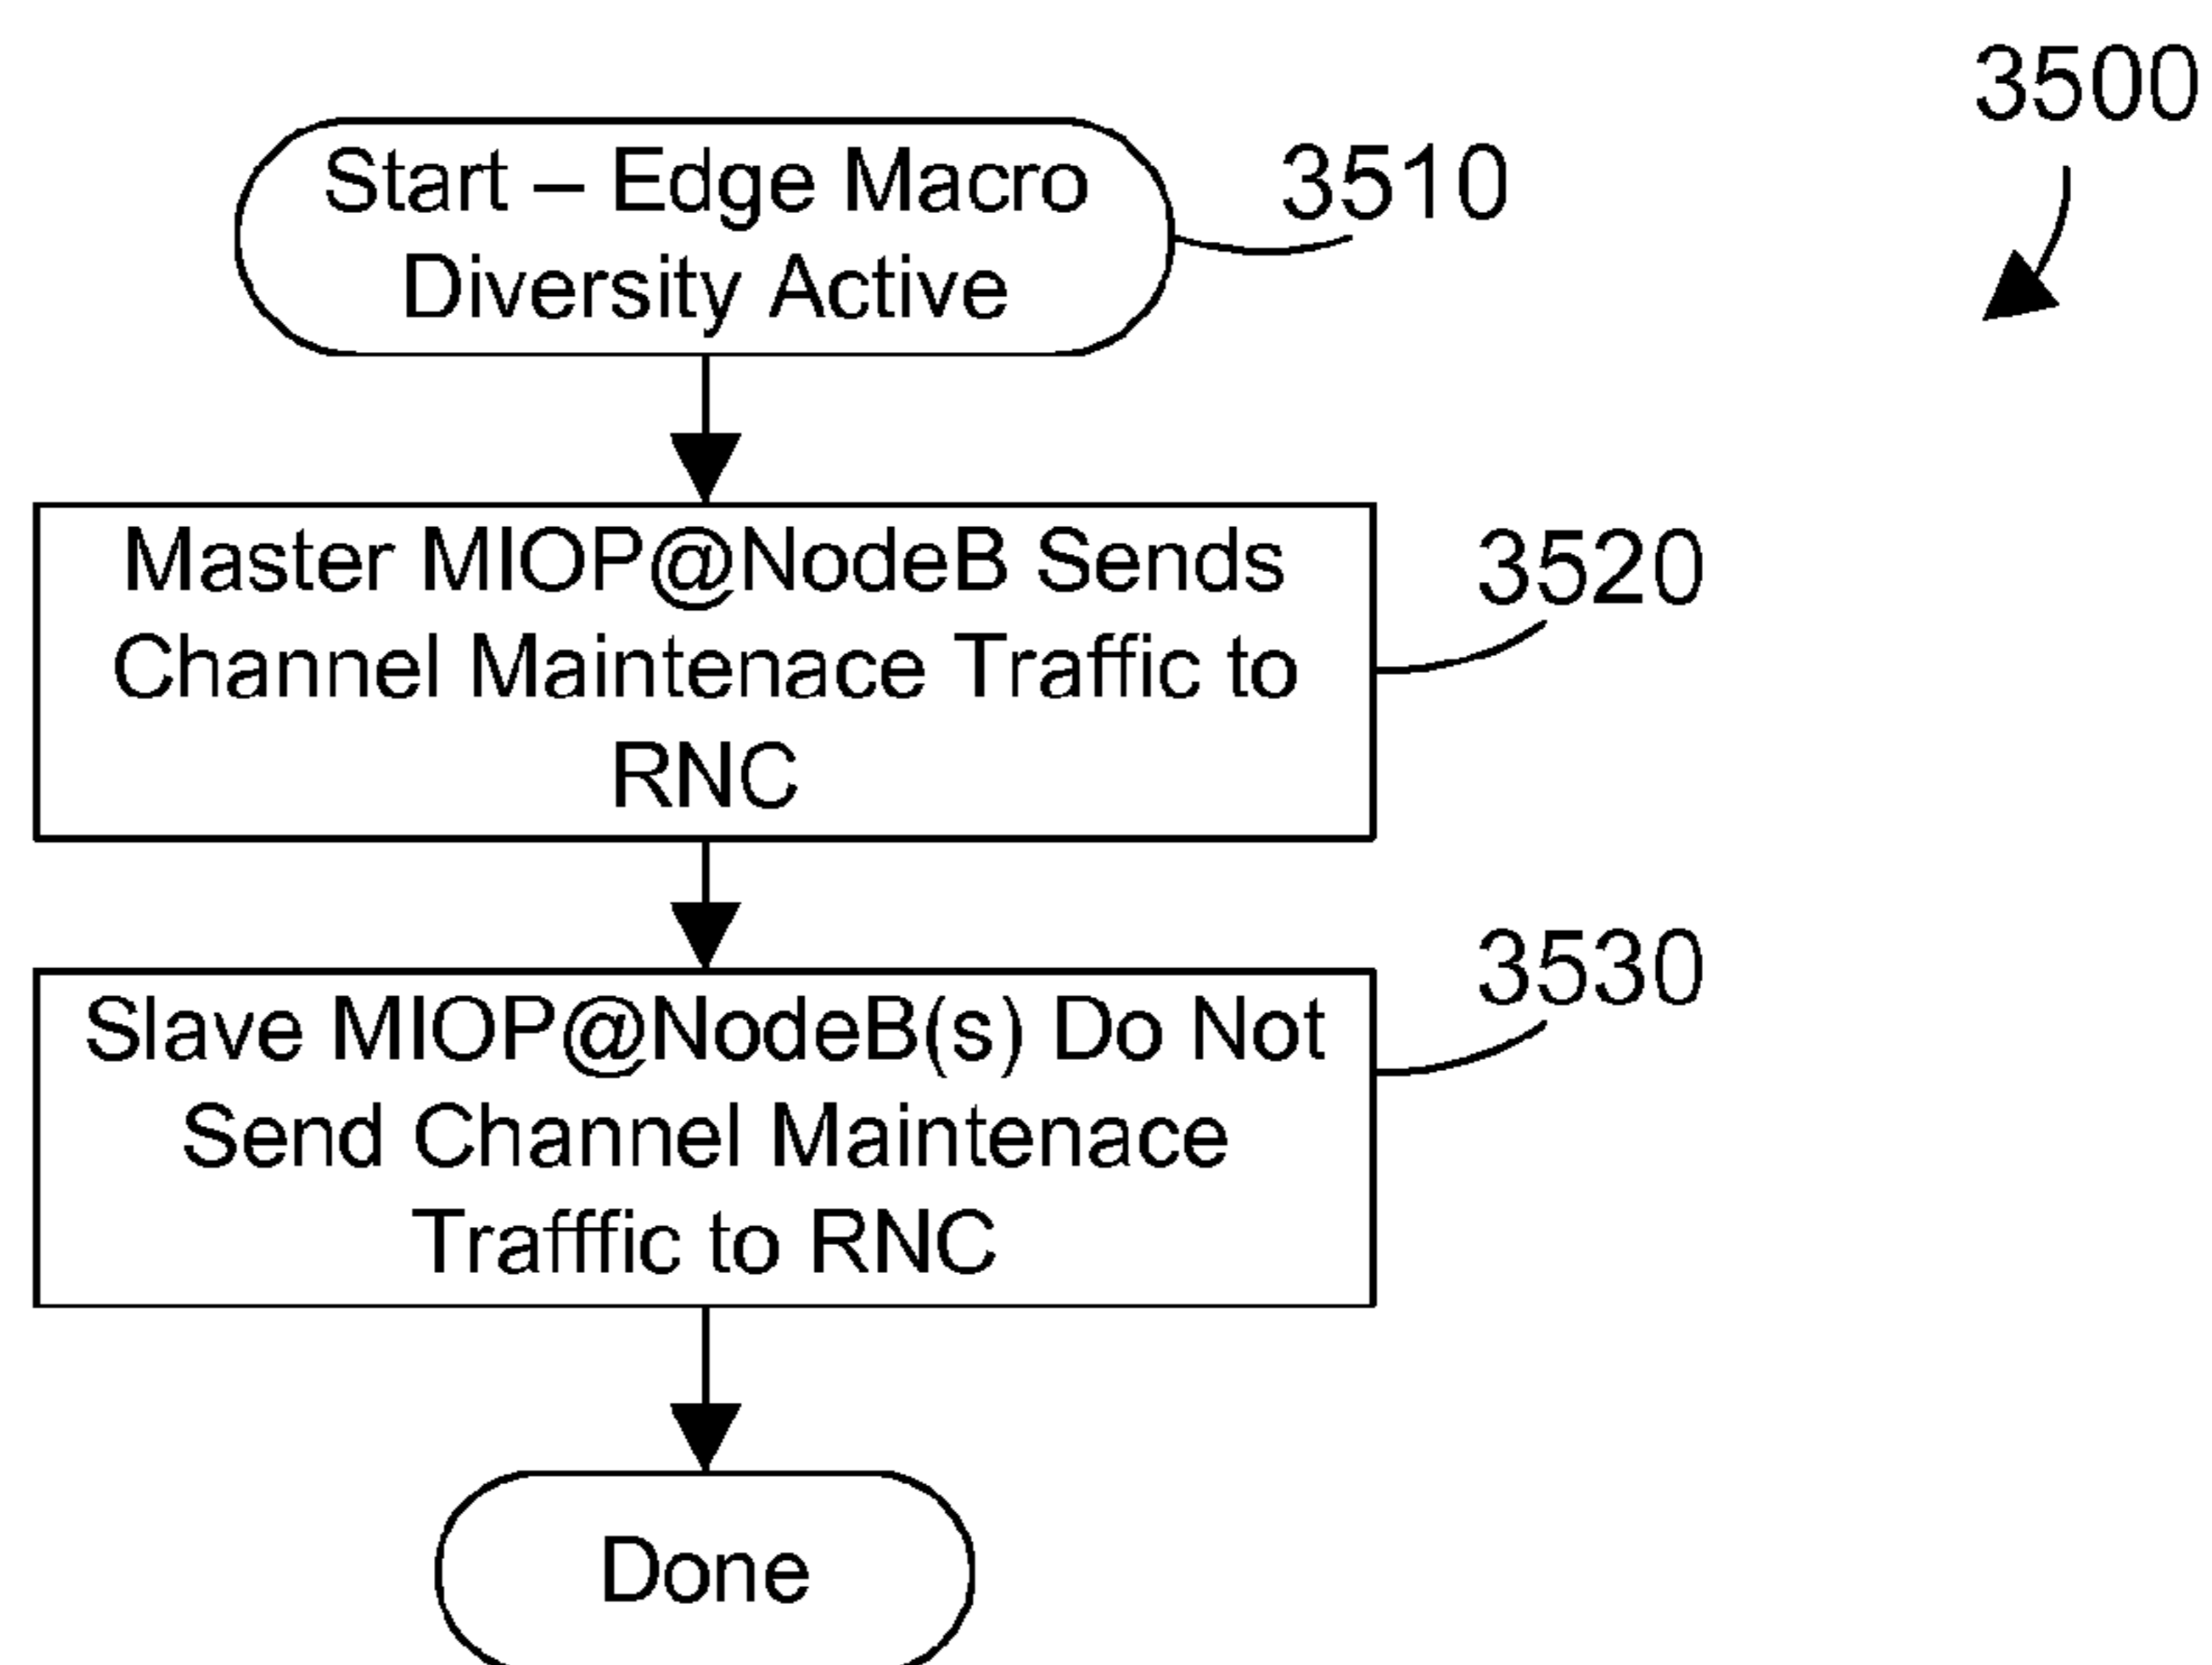 3500
Start – Edge Macro
Diversity Active
3510
Master MIOP@NodeB Sends
Channel Maintenace Traffic to
RNC
3520
Slave MIOP@NodeB(s) Do Not
Send Channel Maintenace
Trafffic to RNC
3530
Done